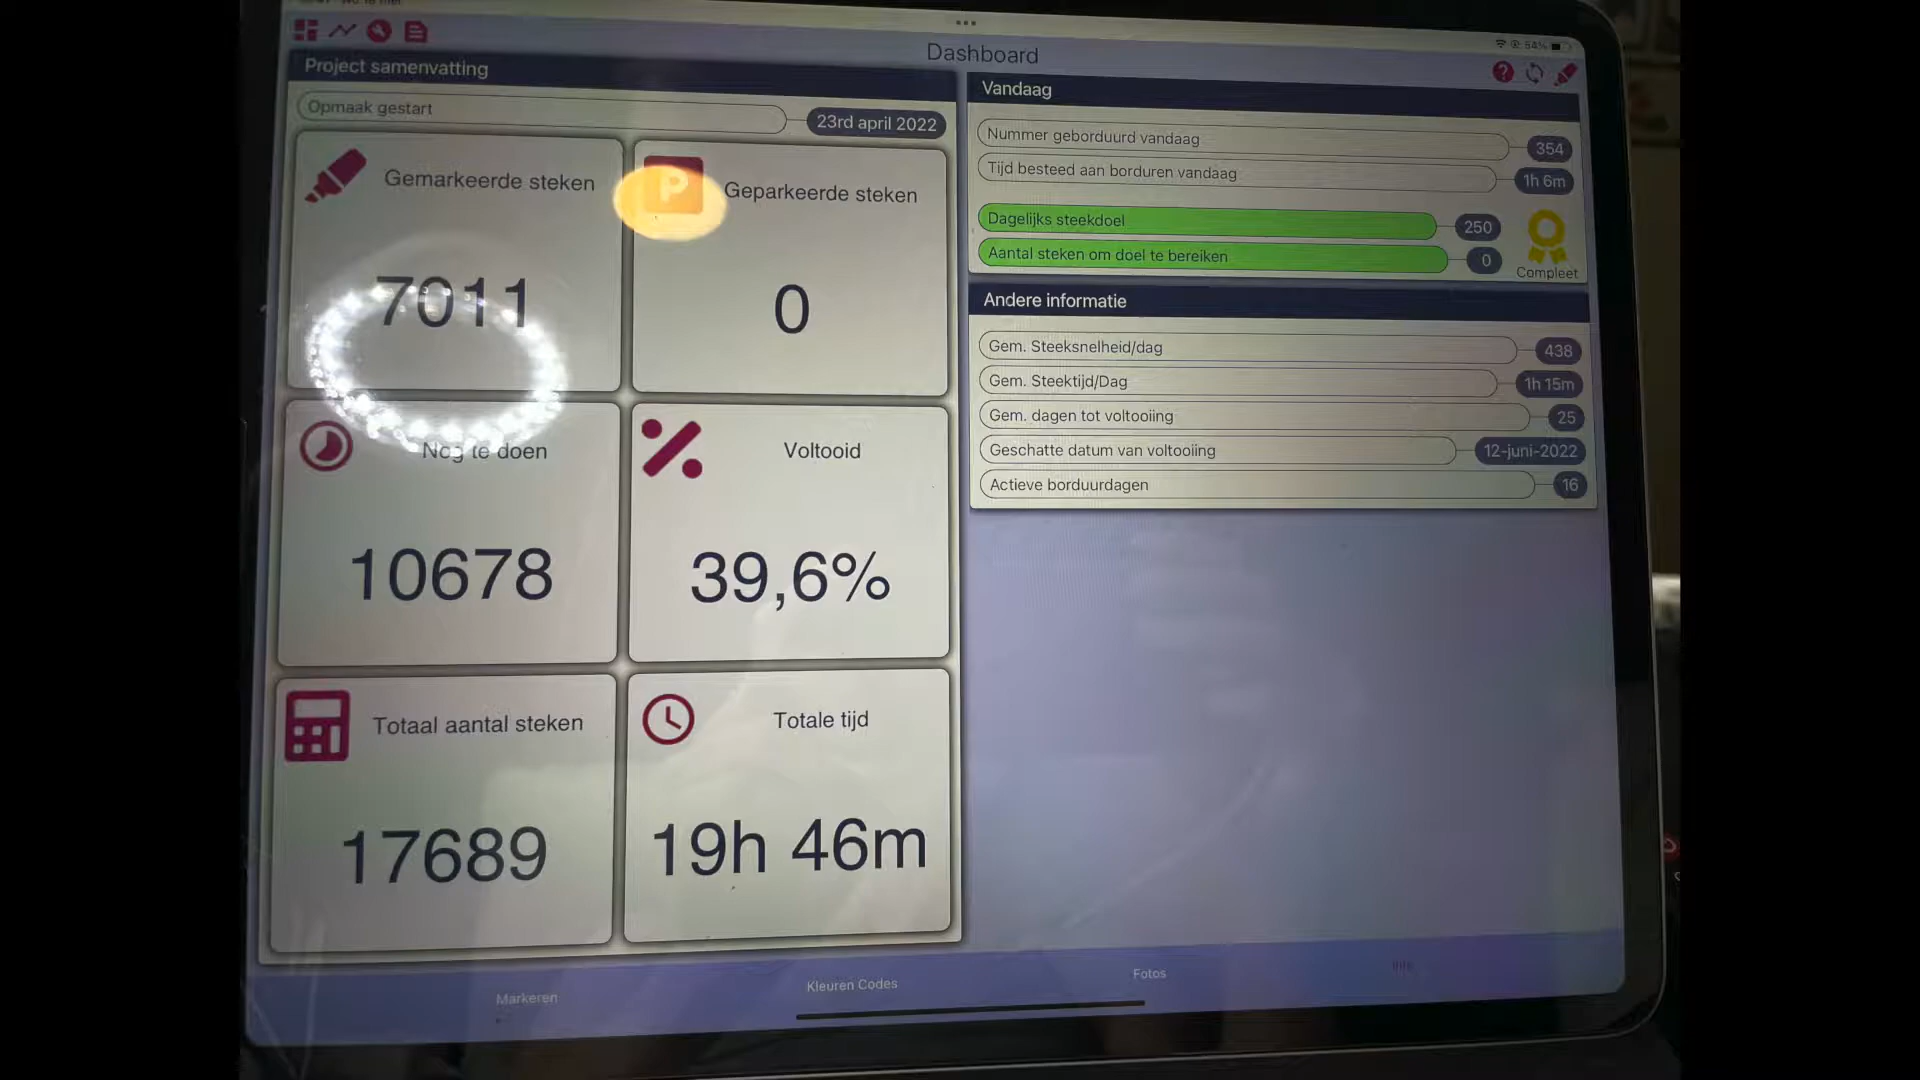 Dashboard
54%
Project samenvatting
Opmaak gestart
23rd april 2022
Gemarkeerde steken
7011
P
Geparkeerde steken
0
Nog te doen
10678
Voltooid
39,6%
Totaal aantal steken
17689
Totale tijd
19h 46m
Vandaag
Nummer geborduurd vandaag
354
Tijd besteed aan borduren vandaag
1h 6m
Dagelijks steekdoel
250
Aantal steken om doel te bereiken
0
Compleet
Andere informatie
Gem. Steeksnelheid/dag
438
Gem. Steektijd/Dag
1h 15m
Gem. dagen tot voltooiing
25
Geschatte datum van voltooiing
12-juni-2022
Actieve borduurdagen
16
Markeren
Kleuren Codes
Fotos